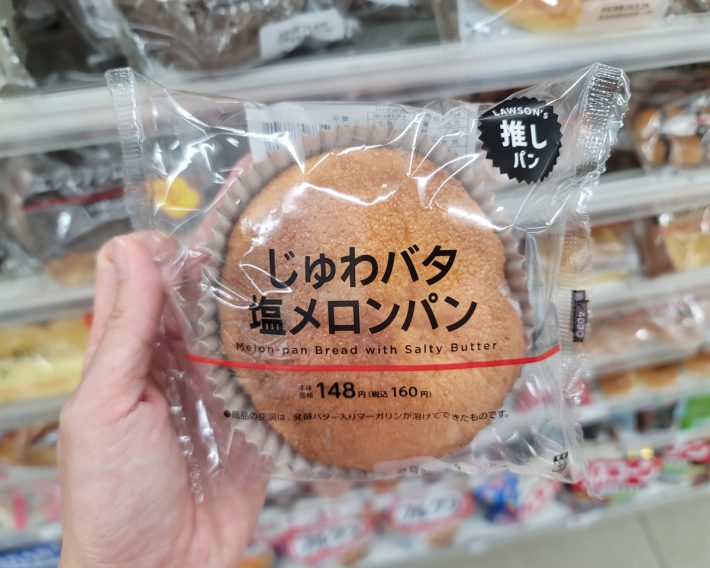 LAWSON's
推し
パン
じゅわバタ
塩メロンパン
Melon-pan Bread with Salty Butter
本体価格 148円(税込160円)
●商品の空洞は、発酵バター入りマーガリンが溶けてできたものです。
4030